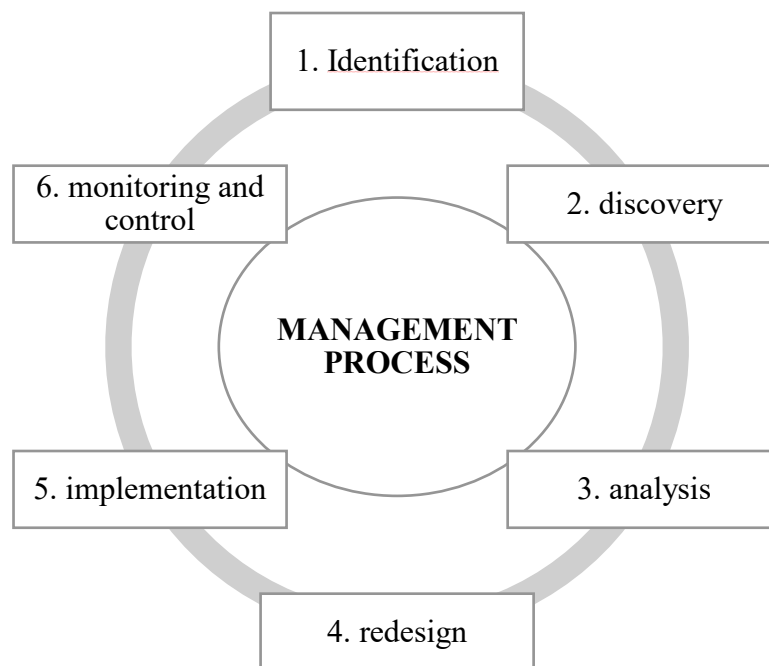 1. Identification
2. discovery
3. analysis
4. redesign
5. implementation
6. monitoring and
control
MANAGEMENT
PROCESS